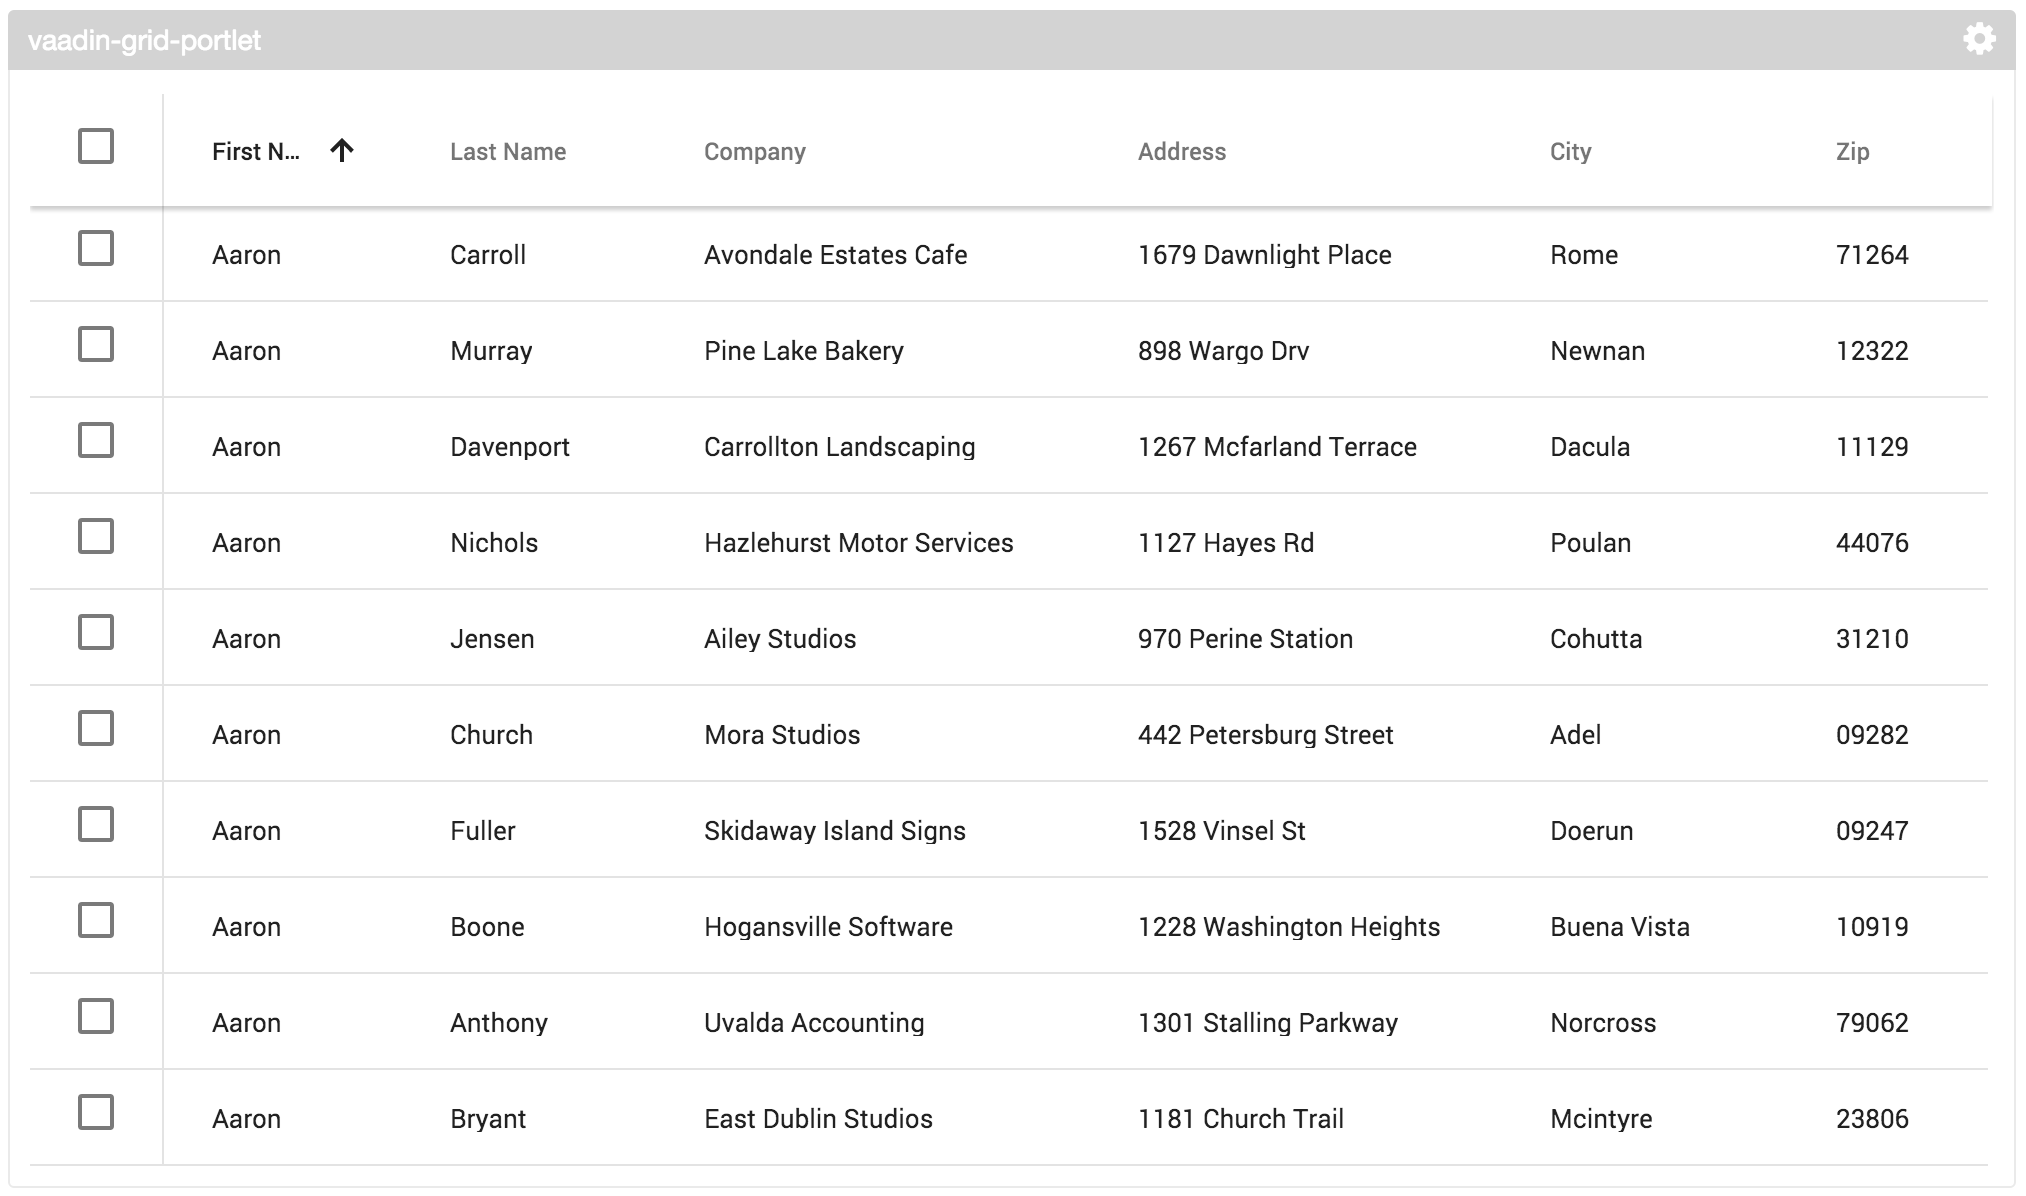 vaadin-grid-portlet
First N... Last Name Company Address City Zip
Aaron Carroll Avondale Estates Cafe 1679 Dawnlight Place Rome 71264
Aaron Murray Pine Lake Bakery 898 Wargo Drv Newnan 12322
Aaron Davenport Carrollton Landscaping 1267 Mcfarland Terrace Dacula 11129
Aaron Nichols Hazlehurst Motor Services 1127 Hayes Rd Poulan 44076
Aaron Jensen Ailey Studios 970 Perine Station Cohutta 31210
Aaron Church Mora Studios 442 Petersburg Street Adel 09282
Aaron Fuller Skidaway Island Signs 1528 Vinsel St Doerun 09247
Aaron Boone Hogansville Software 1228 Washington Heights Buena Vista 10919
Aaron Anthony Uvalda Accounting 1301 Stalling Parkway Norcross 79062
Aaron Bryant East Dublin Studios 1181 Church Trail Mcintyre 23806